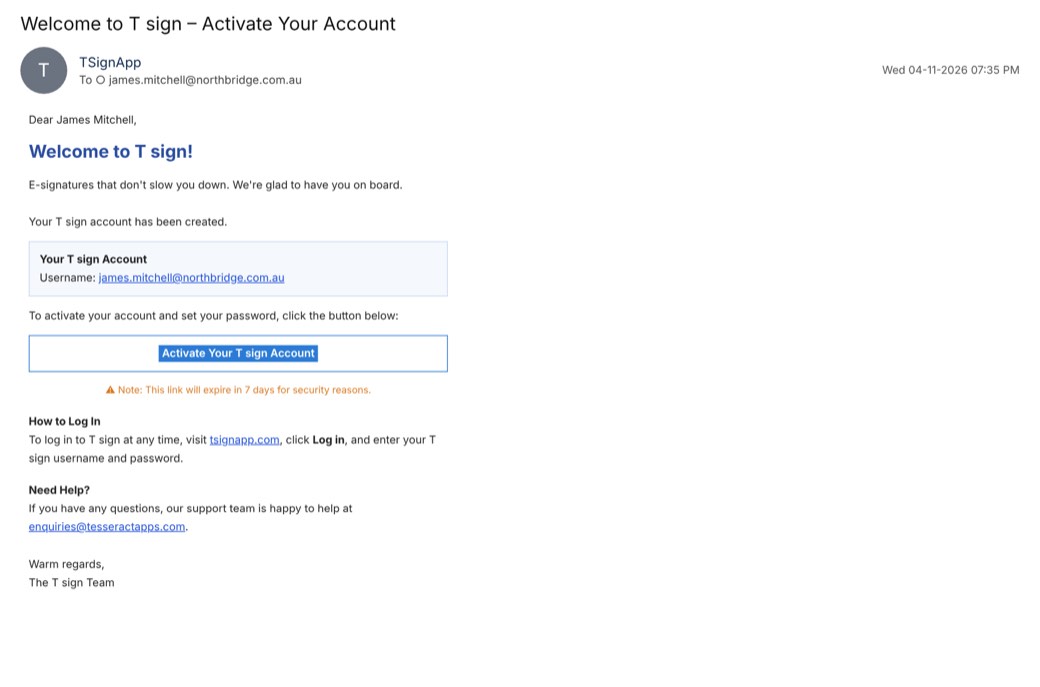 Welcome to T sign – Activate Your Account
T
TSignApp
To O james.mitchell@northbridge.com.au
Wed 04-11-2026 07:35 PM
Dear James Mitchell,
Welcome to T sign!
E-signatures that don't slow you down. We're glad to have you on board.
Your T sign account has been created.
Your T sign Account
Username: james.mitchell@northbridge.com.au
To activate your account and set your password, click the button below:
Activate Your T sign Account
⚠ Note: This link will expire in 7 days for security reasons.
How to Log In
To log in to T sign at any time, visit tsignapp.com, click Log in, and enter your T
sign username and password.
Need Help?
If you have any questions, our support team is happy to help at
enquiries@tesseractapps.com.
Warm regards,
The T sign Team